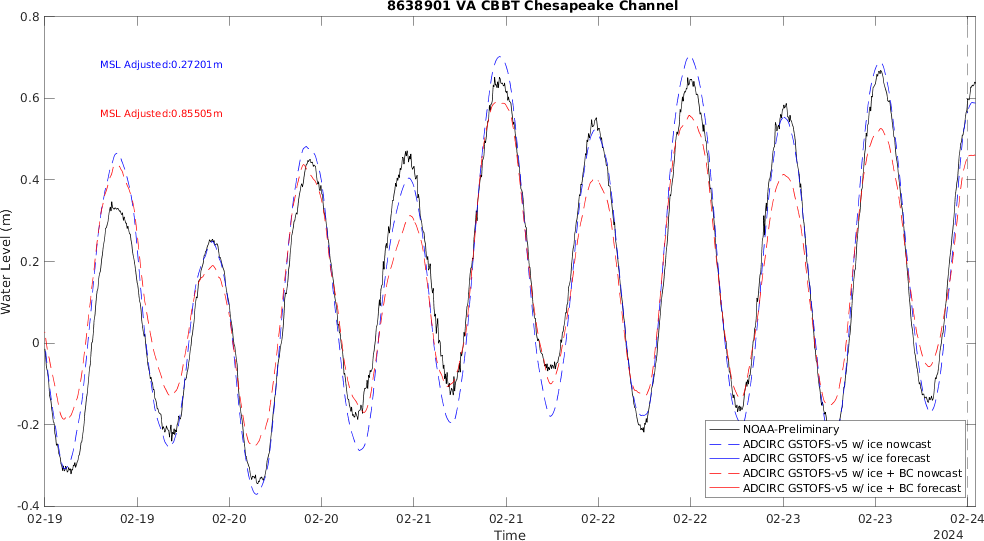 8638901 VA CBBT Chesapeake Channel
0.8
0.6
0.4
0.2
0
-0.2
-0.4
Water Level (m)
MSL Adjusted:0.27201m
MSL Adjusted:0.85505m
NOAA-Preliminary
ADCIRC GSTOFS-v5 w/ ice nowcast
ADCIRC GSTOFS-v5 w/ ice forecast
ADCIRC GSTOFS-v5 w/ ice + BC nowcast
ADCIRC GSTOFS-v5 w/ ice + BC forecast
02-19 02-19 02-20 02-20 02-21 02-21 02-22 02-22 02-23 02-23 02-24
Time
2024